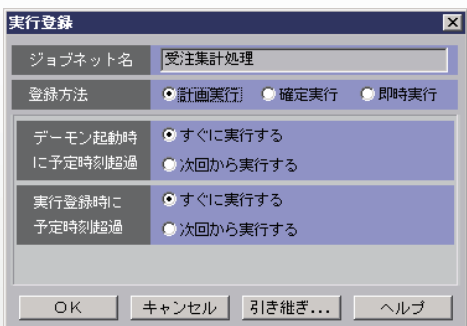 実行登録
ジョブネット名 受注集計処理
登録方法 計画実行 確定実行 即時実行
デーモン起動時 すぐに実行する
に予定時刻超過 次回から実行する
実行登録時に すぐに実行する
予定時刻超過 次回から実行する
OK キャンセル 引き継ぎ... ヘルプ